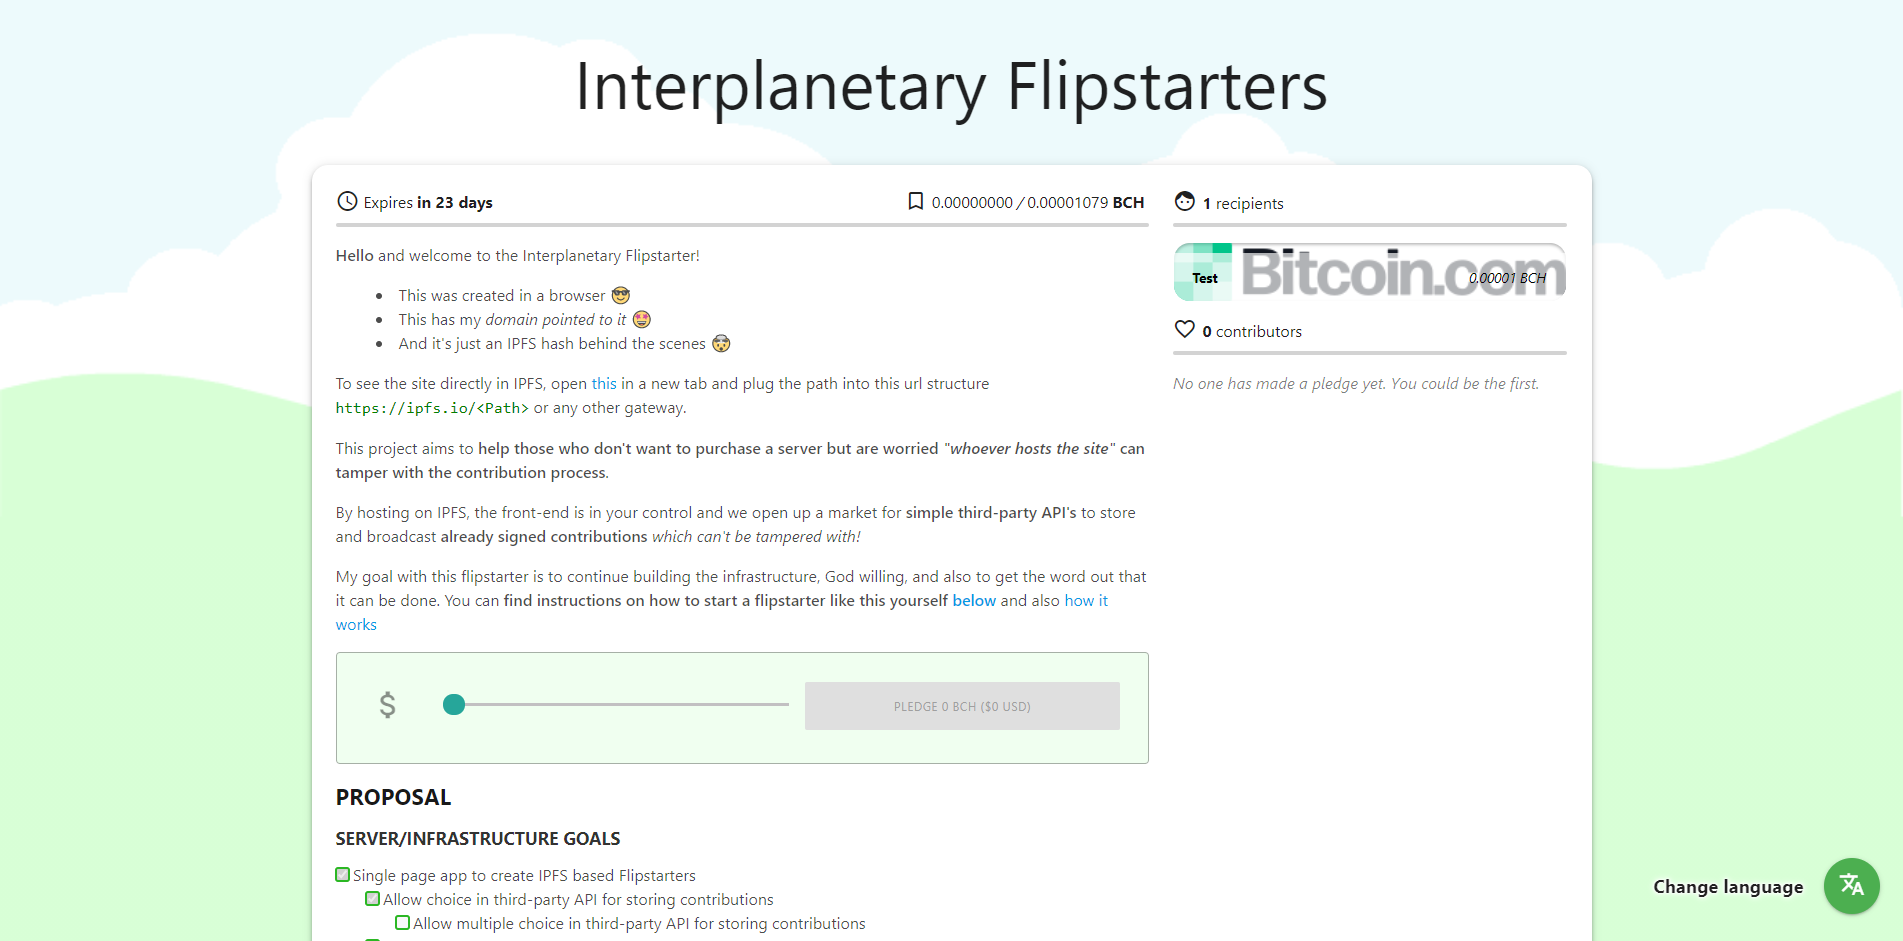 Interplanetary Flipstarters
Expires in 23 days
0.00000000 / 0.00001079 BCH
Hello and welcome to the Interplanetary Flipstarter!
This was created in a browser 😎
This has my domain pointed to it 🤩
And it's just an IPFS hash behind the scenes 🤯
To see the site directly in IPFS, open this in a new tab and plug the path into this url structure
https://ipfs.io/<Path> or any other gateway.
This project aims to help those who don't want to purchase a server but are worried "whoever hosts the site" can
tamper with the contribution process.
By hosting on IPFS, the front-end is in your control and we open up a market for simple third-party API's to store
and broadcast already signed contributions which can't be tampered with!
My goal with this flipstarter is to continue building the infrastructure, God willing, and also to get the word out that
it can be done. You can find instructions on how to start a flipstarter like this yourself below and also how it
works
$
PLEDGE 0 BCH ($0 USD)
PROPOSAL
SERVER/INFRASTRUCTURE GOALS
Single page app to create IPFS based Flipstarters
Allow choice in third-party API for storing contributions
Allow multiple choice in third-party API for storing contributions
1 recipients
Test
Bitcoin.com
0.00001 BCH
0 contributors
No one has made a pledge yet. You could be the first.
Change language